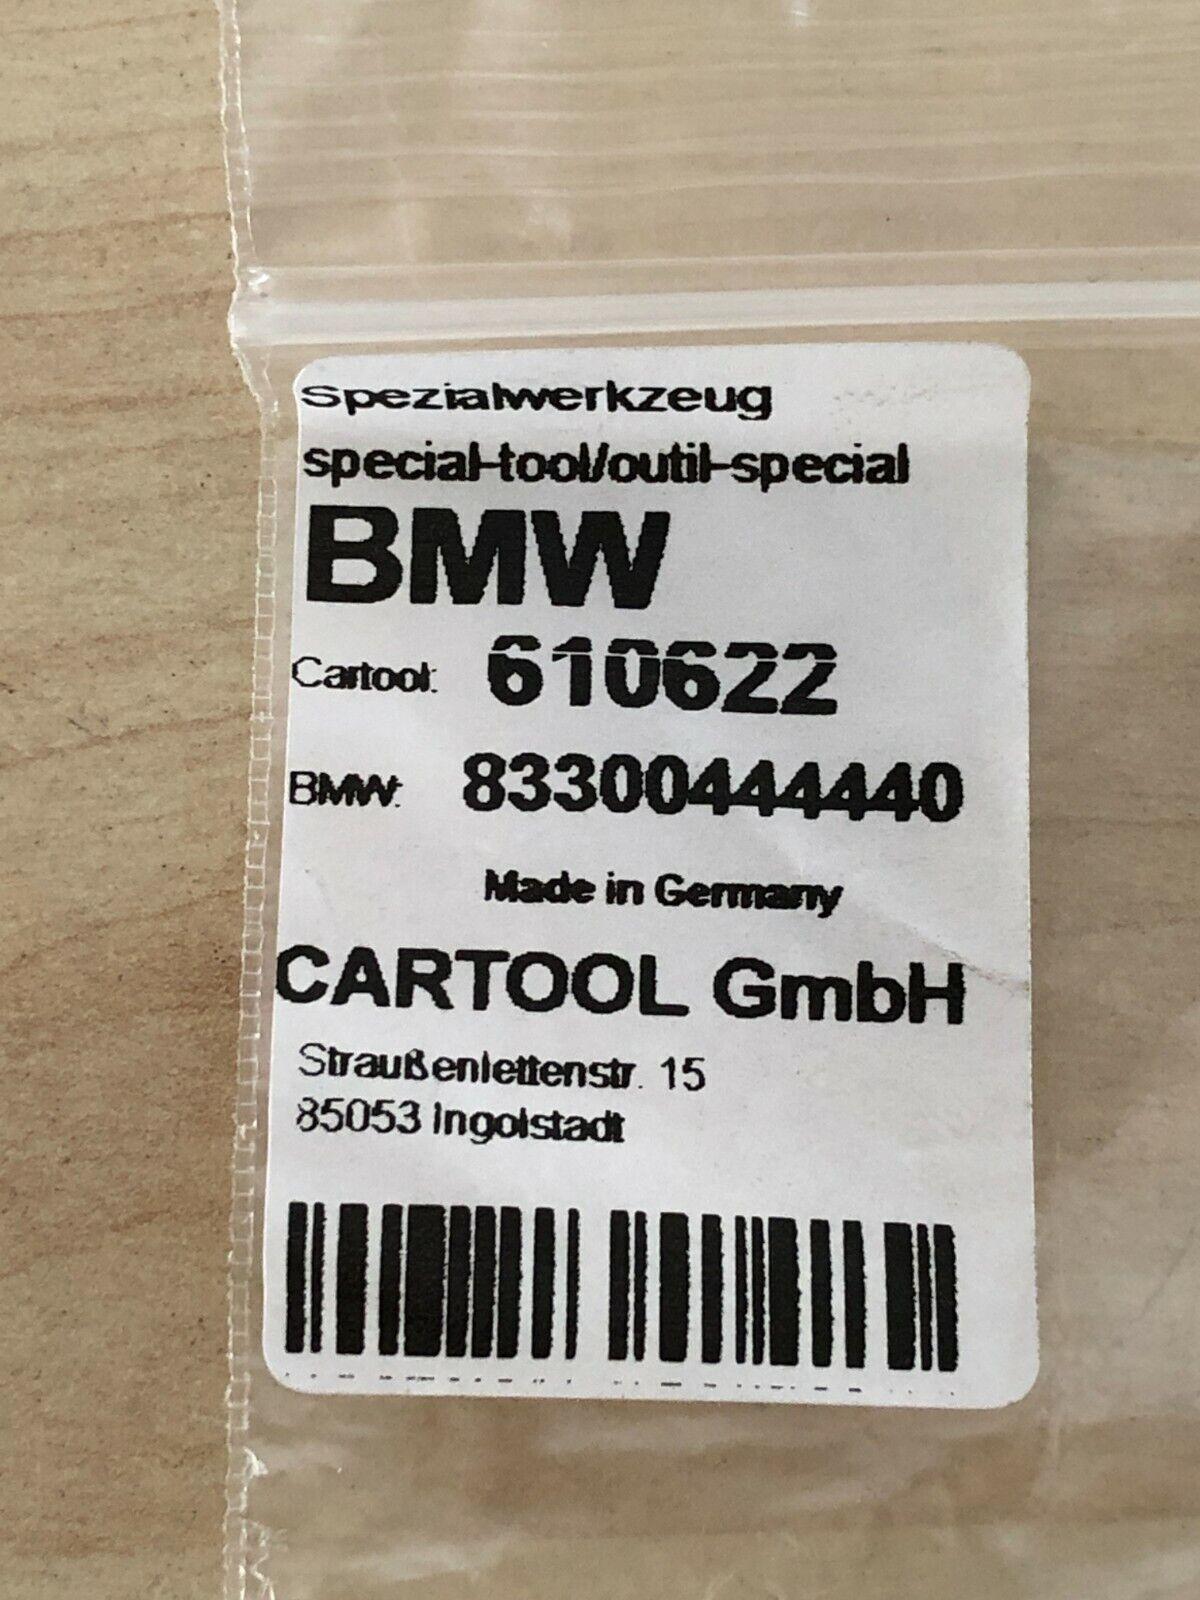 Spezialwerkzeug
special-tool/outil-special
BMW
Cartool: 610622
BMW: 83300444440
Made in Germany
CARTOOL GmbH
Straußenlettenstr. 15
85053 Ingolstadt